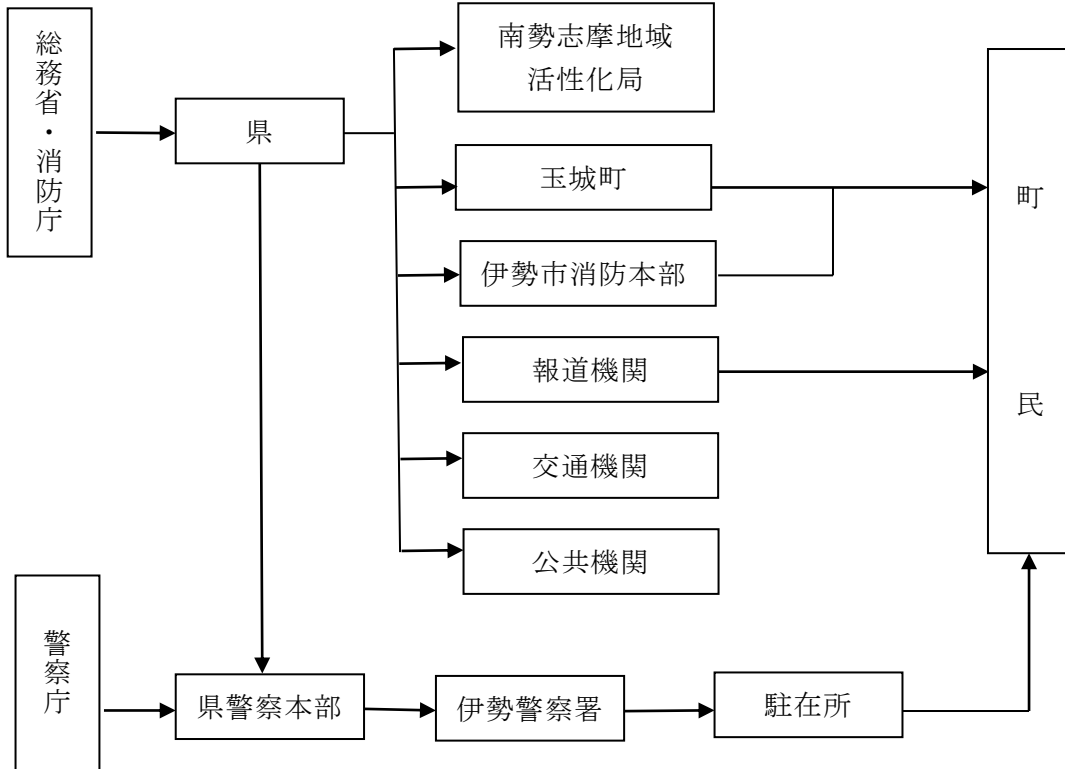 総務省・消防庁
県
南勢志摩地域
活性化局
玉城町
伊勢市消防本部
報道機関
交通機関
公共機関
町民
警察庁
県警察本部
伊勢警察署
駐在所